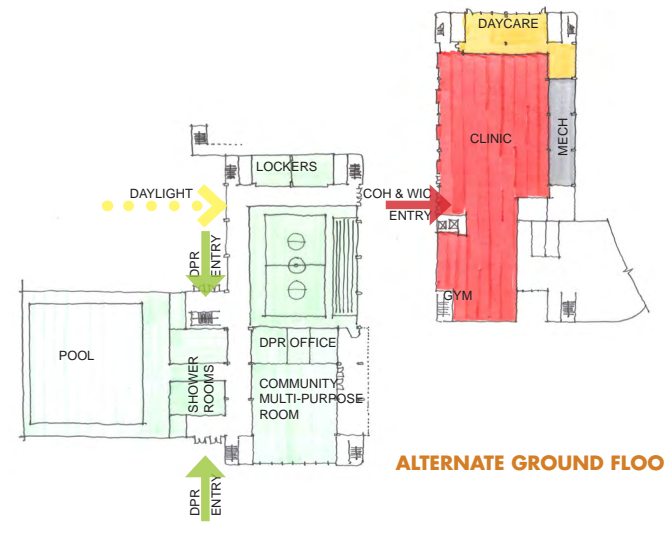 DAYCARE
CLINIC
MECH
LOCKERS
DAYLIGHT
COH & WIC
ENTRY
DPR
ENTRY
GYM
DPR OFFICE
POOL
SHOWER
ROOMS
COMMUNITY
MULTI-PURPOSE
ROOM
ALTERNATE GROUND FLOO
DPR
ENTRY